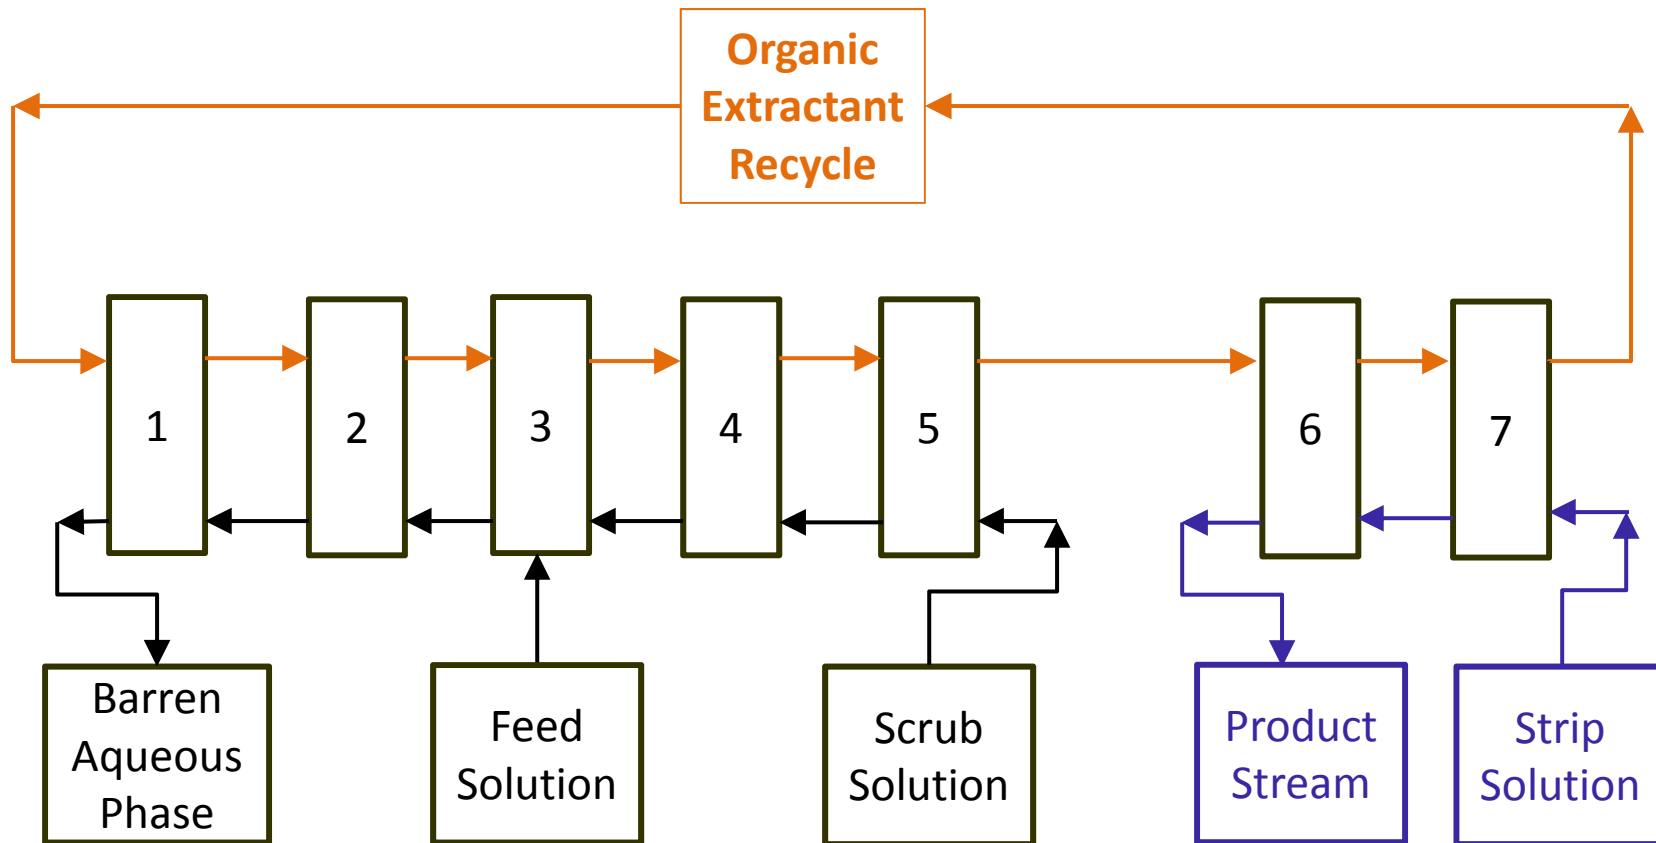 Organic
Extractant
Recycle
1
2
3
4
5
6
7
Barren
Aqueous
Phase
Feed
Solution
Scrub
Solution
Product
Stream
Strip
Solution